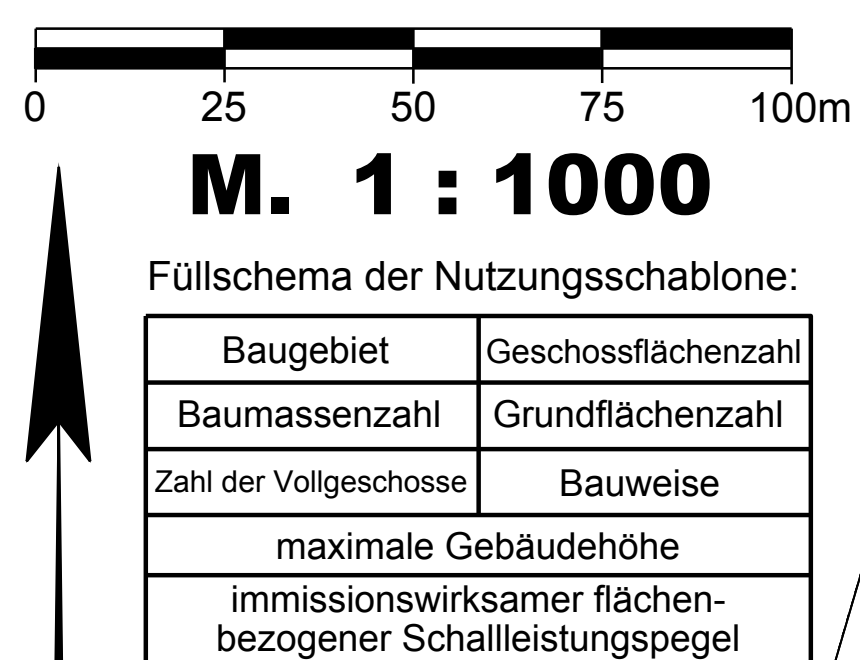 0 25 50 75 100m
M. 1 : 1000
Füllschema der Nutzungsschablone:
Baugebiet Geschossflächenzahl
Baumassenzahl Grundflächenzahl
Zahl der Vollgeschosse Bauweise
maximale Gebäudehöhe
immissionswirksamer flächen-
bezogener Schallleistungspegel